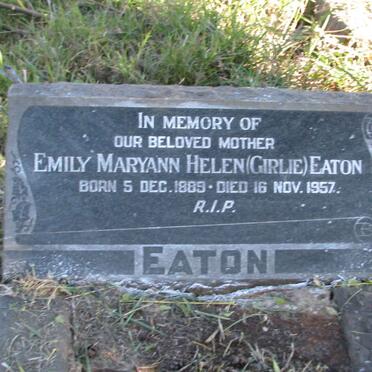 IN MEMORY OF
OUR BELOVED MOTHER
EMILY MARYANN HELEN (GIRLIE) EATON
BORN 5 DEC. 1889 · DIED 16 NOV. 1957.
R.I.P.
EATON